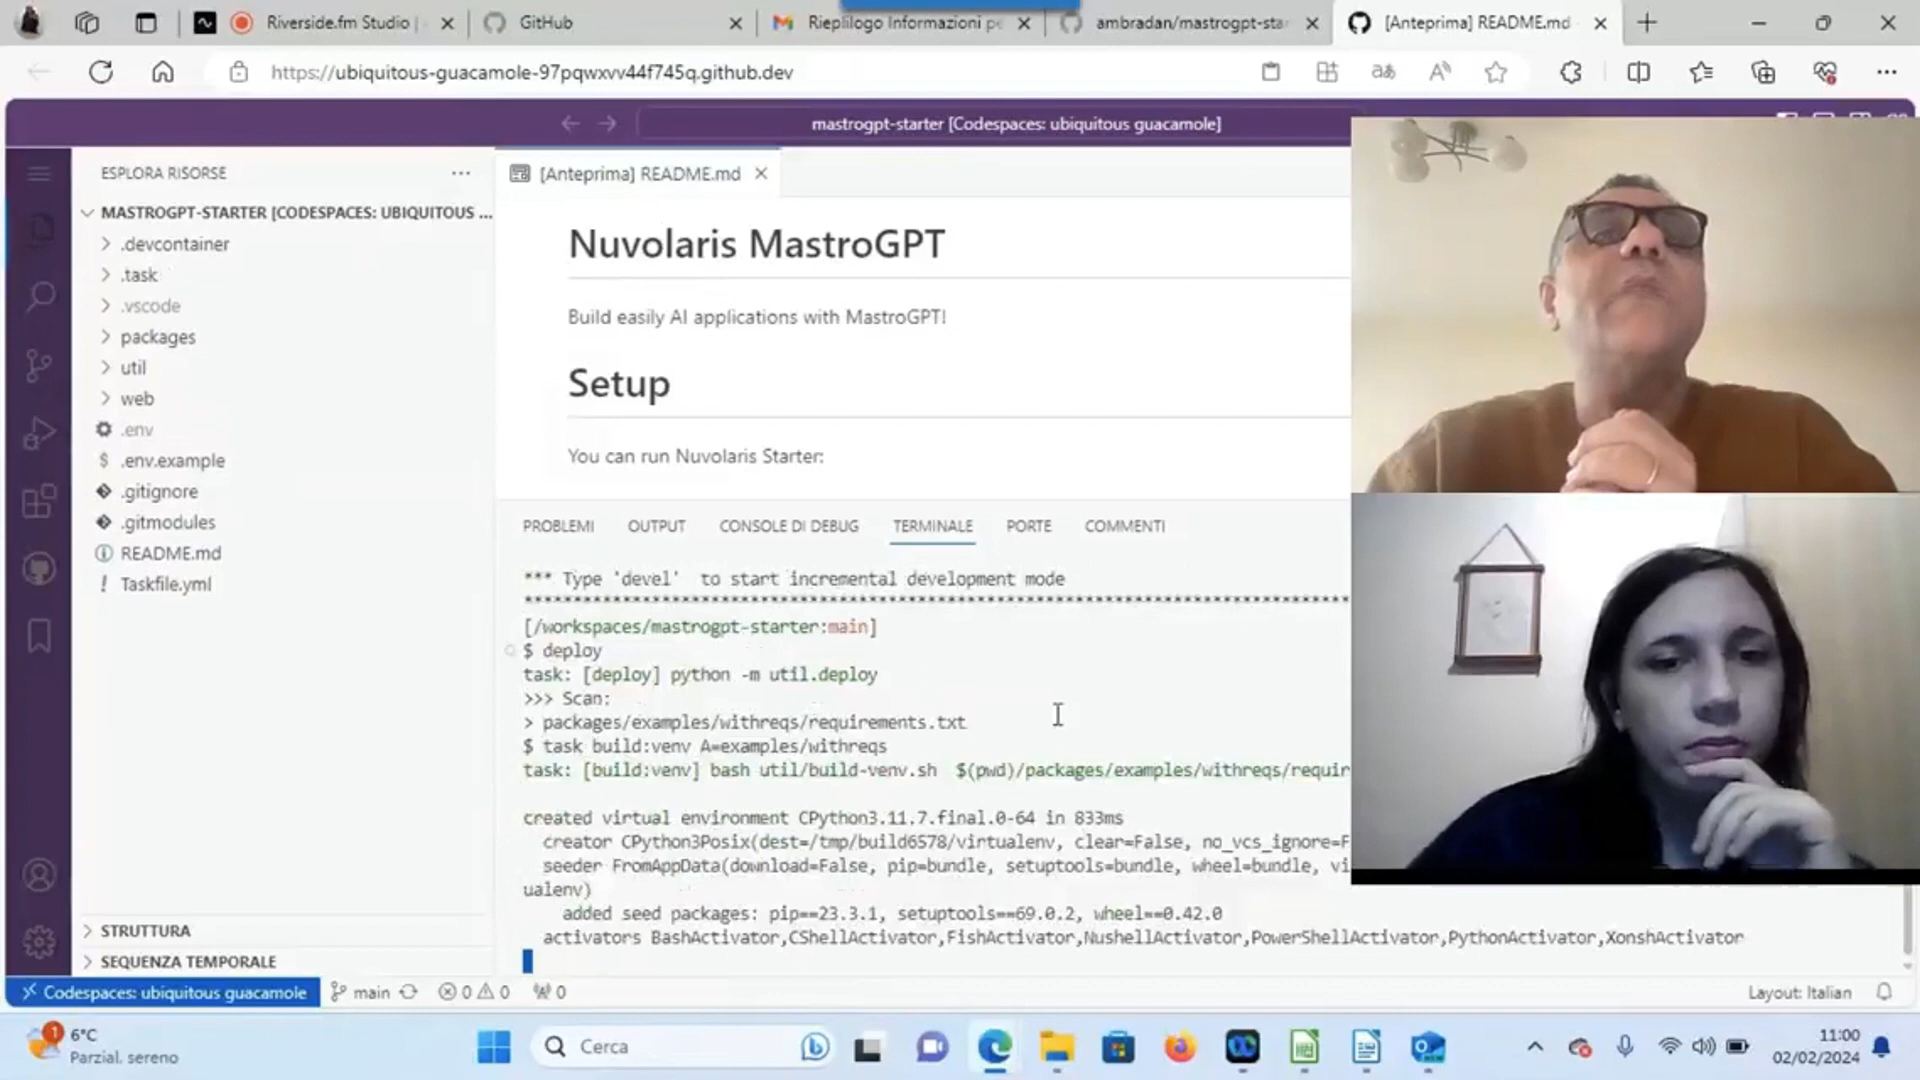 Riverside.fm Studio |
GitHub
Rieplilogo Informazioni pe
ambradan/mastrogpt-star
[Anteprima] README.md
https://ubiquitous-guacamole-97pqwxvv44f745q.github.dev
mastrogpt-starter [Codespaces: ubiquitous guacamole]
ESPLORA RISORSE
[Anteprima] README.md
MASTROGPT-STARTER [CODESPACES: UBIQUITOUS ...
.devcontainer
.task
.vscode
packages
util
web
.env
$ .env.example
.gitignore
.gitmodules
README.md
! Taskfile.yml
STRUTTURA
SEQUENZA TEMPORALE
Nuvolaris MastroGPT
Build easily AI applications with MastroGPT!
Setup
You can run Nuvolaris Starter:
PROBLEMI OUTPUT CONSOLE DI DEBUG TERMINALE PORTE COMMENTI
*** Type 'devel' to start incremental development mode
[/workspaces/mastrogpt-starter:main]
$ deploy
task: [deploy] python -m util.deploy
>>> Scan:
> packages/examples/withreqs/requirements.txt
$ task build:venv A=examples/withreqs
task: [build:venv] bash util/build-venv.sh $(pwd)/packages/examples/withreqs/requir
created virtual environment CPython3.11.7.final.0-64 in 833ms
creator CPython3Posix(dest=/tmp/build6578/virtualenv, clear=False, no_vcs_ignore=F
seeder FromAppData(download=False, pip=bundle, setuptools=bundle, wheel=bundle, vi
ualenv)
added seed packages: pip==23.3.1, setuptools==69.0.2, wheel==0.42.0
activators BashActivator,CShellActivator,FishActivator,NushellActivator,PowerShellActivator,PythonActivator,XonshActivator
Codespaces: ubiquitous guacamole
main
0 0
0
Layout: Italian
1
6°C
Parzial. sereno
Cerca
11:00
02/02/2024